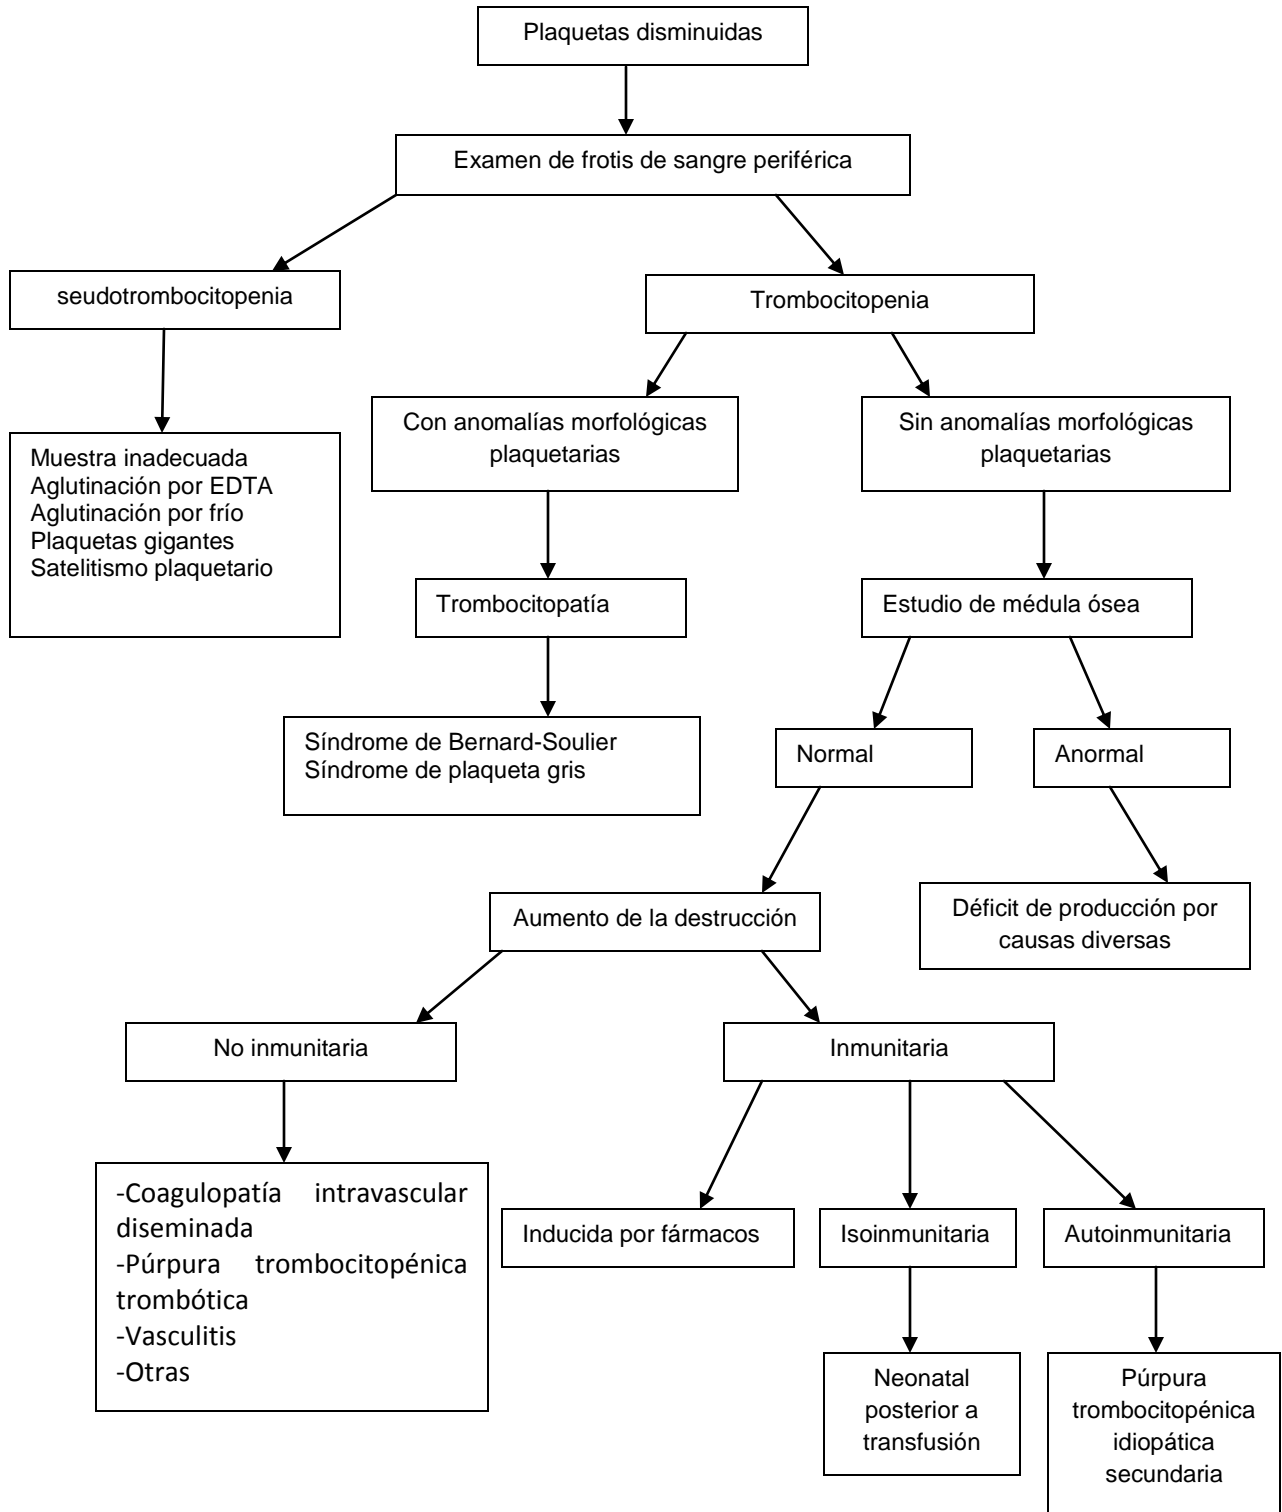 Plaquetas disminuidas
Examen de frotis de sangre periférica
seudotrombocitopenia
Trombocitopenia
Muestra inadecuada
Aglutinación por EDTA
Aglutinación por frío
Plaquetas gigantes
Satelitismo plaquetario
Con anomalías morfológicas
plaquetarias
Sin anomalías morfológicas
plaquetarias
Trombocitopatía
Estudio de médula ósea
Síndrome de Bernard-Soulier
Síndrome de plaqueta gris
Normal
Anormal
Aumento de la destrucción
Déficit de producción por
causas diversas
No inmunitaria
Inmunitaria
-Coagulopatía intravascular
diseminada
-Púrpura trombocitopénica
trombótica
-Vasculitis
-Otras
Inducida por fármacos
Isoinmunitaria
Autoinmunitaria
Neonatal
posterior a
transfusión
Púrpura
trombocitopénica
idiopática
secundaria